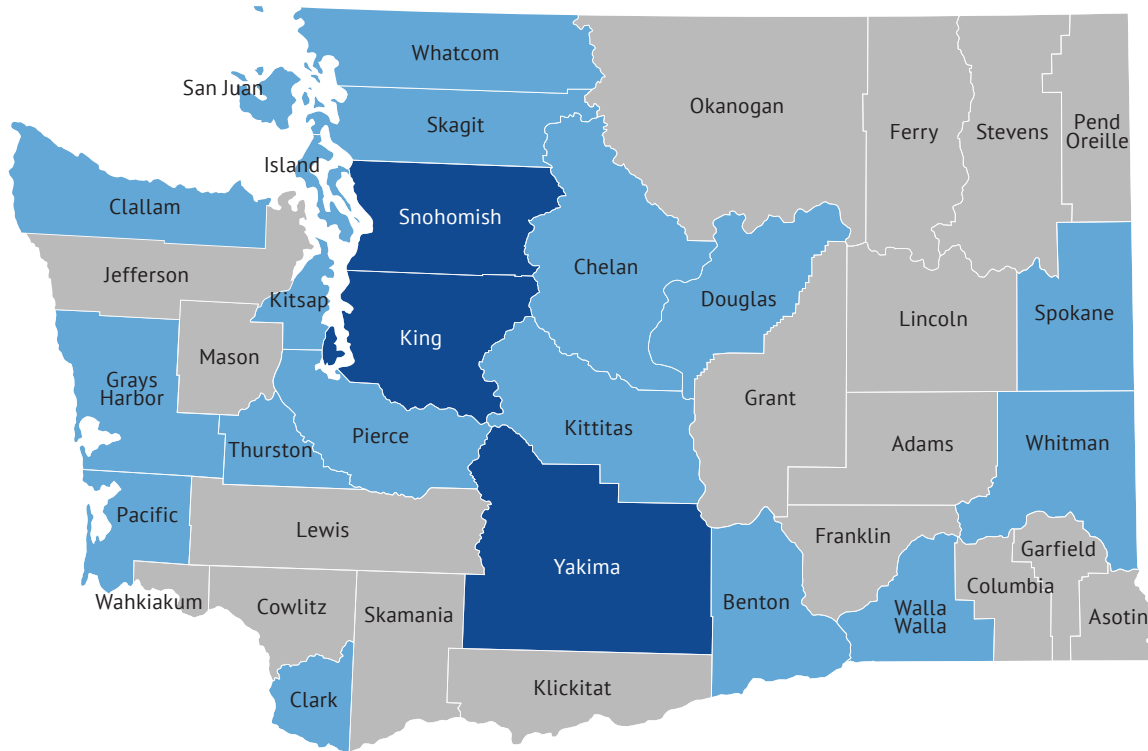 Whatcom
San Juan
Okanogan
Skagit
Ferry
Stevens
Pend
Oreille
Island
Clallam
Snohomish
Jefferson
Chelan
Kitsap
Douglas
Spokane
Lincoln
King
Mason
Grays
Harbor
Grant
Kittitas
Pierce
Thurston
Adams
Whitman
Pacific
Lewis
Franklin
Garfield
Yakima
Columbia
Wahkiakum
Cowlitz
Skamania
Benton
Walla
Walla
Asotin
Klickitat
Clark